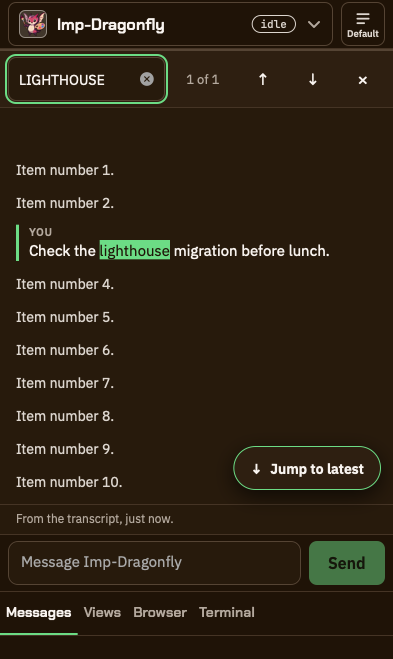 Imp-Dragonfly
idle
Default
LIGHTHOUSE
1 of 1
Item number 1.
Item number 2.
YOU
Check the lighthouse migration before lunch.
Item number 4.
Item number 5.
Item number 6.
Item number 7.
Item number 8.
Item number 9.
Item number 10.
↓ Jump to latest
From the transcript, just now.
Message Imp-Dragonfly
Send
Messages Views Browser Terminal